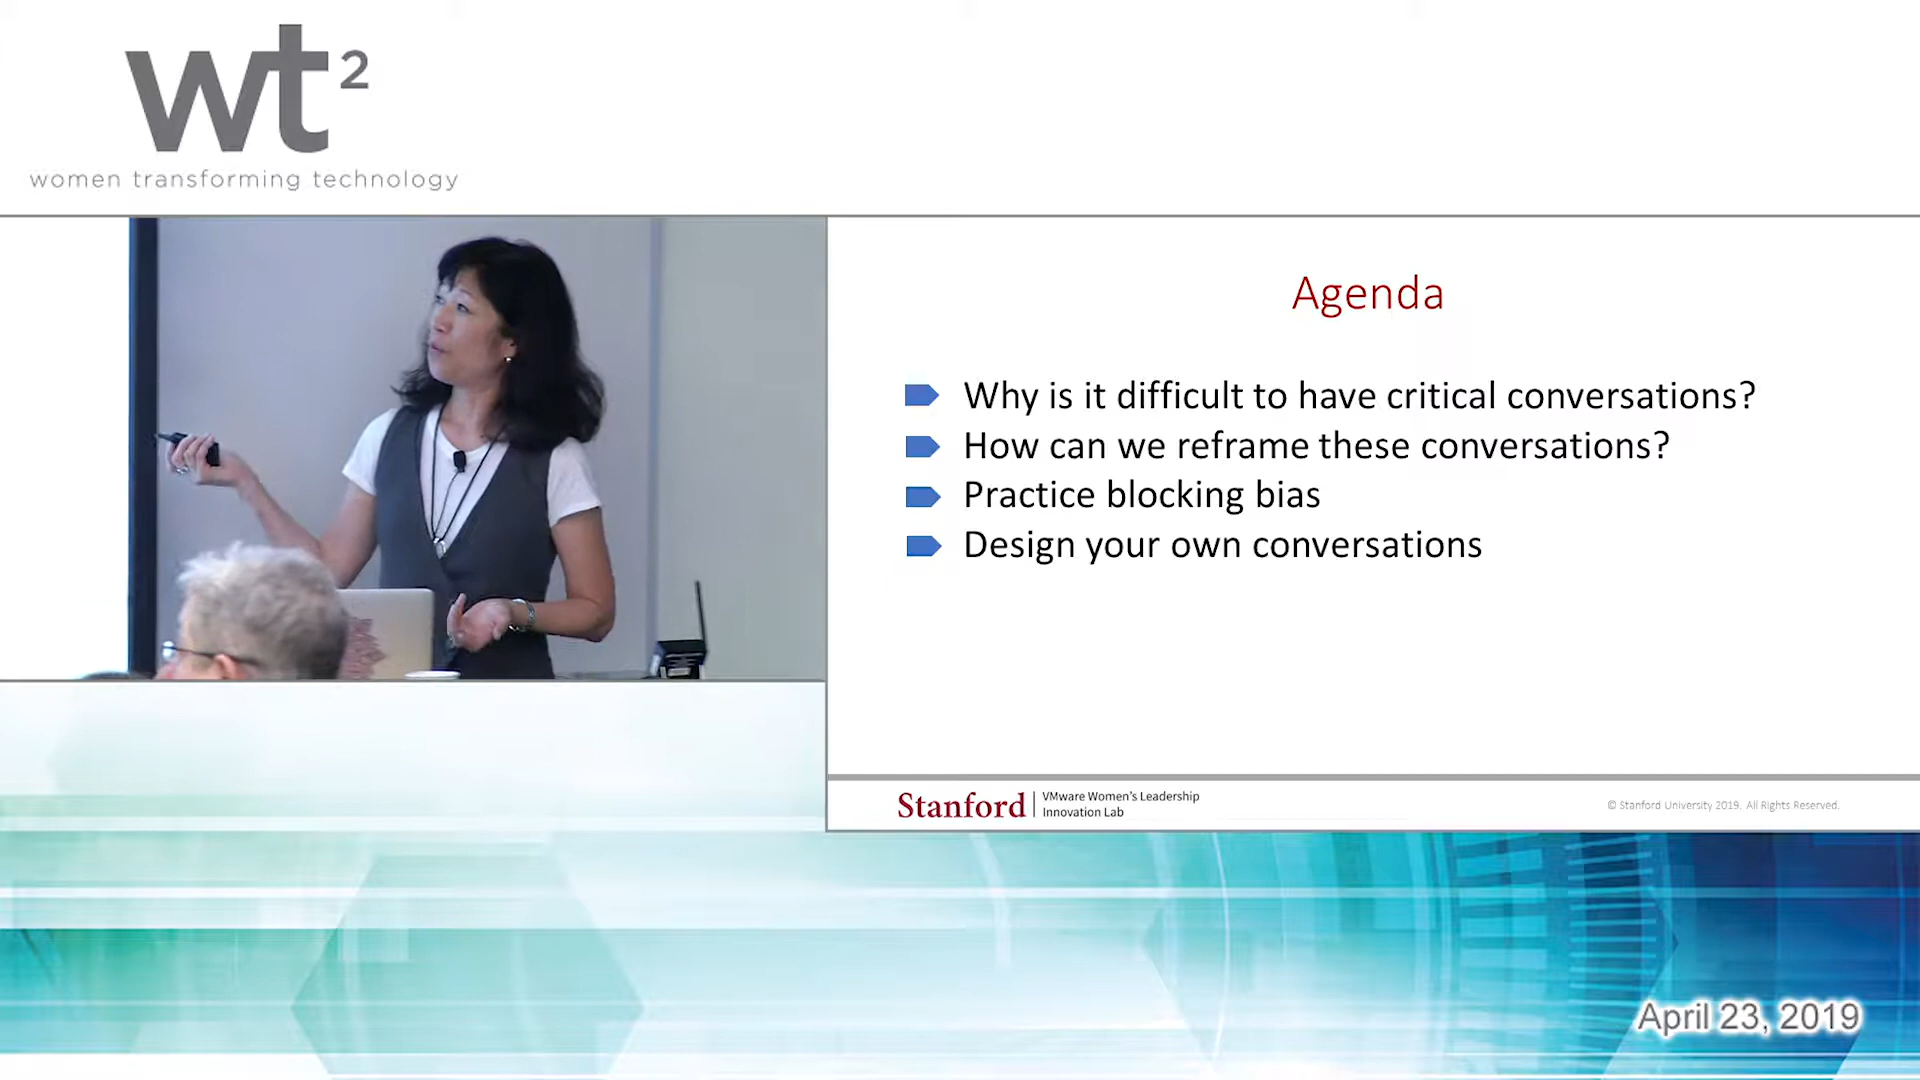 wt²
women transforming technology
Agenda
Why is it difficult to have critical conversations?
How can we reframe these conversations?
Practice blocking bias
Design your own conversations
Stanford
VMware Women's Leadership
Innovation Lab
© Stanford University 2019. All Rights Reserved.
April 23, 2019